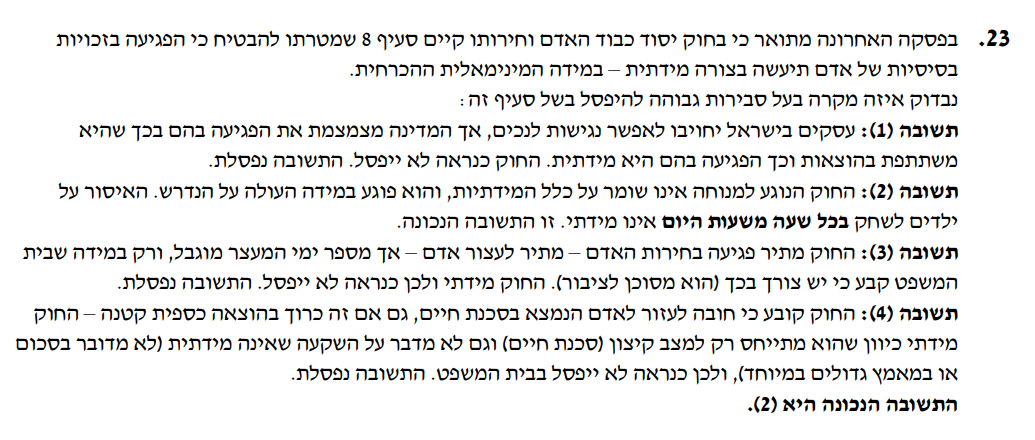 23. בפסקה האחרונה מתואר כי בחוק יסוד כבוד האדם וחירותו קיים סעיף 8 שמטרתו להבטיח כי הפגיעה בזכויות
בסיסיות של אדם תיעשה בצורה מידתית – במידה המינימאלית ההכרחית.
נבדוק איזה מקרה בעל סבירות גבוהה להיפסל בשל סעיף זה:
תשובה (1): עסקים בישראל יחויבו לאפשר נגישות לנכים, אך המדינה מצמצמת את הפגיעה בהם בכך שהיא
משתתפת בהוצאות וכך הפגיעה בהם היא מידתית. החוק כנראה לא ייפסל. התשובה נפסלת.
תשובה (2): החוק הנוגע למנוחה אינו שומר על כלל המידתיות, והוא פוגע במידה העולה על הנדרש. האיסור על
ילדים לשחק בכל שעה משעות היום אינו מידתי. זו התשובה הנכונה.
תשובה (3): החוק מתיר פגיעה בחירות האדם – מתיר לעצור אדם – אך מספר ימי המעצר מוגבל, ורק במידה שבית
המשפט קבע כי יש צורך בכך (הוא מסוכן לציבור). החוק מידתי ולכן כנראה לא ייפסל. התשובה נפסלת.
תשובה (4): החוק קובע כי חובה לעזור לאדם הנמצא בסכנת חיים, גם אם זה כרוך בהוצאה כספית קטנה – החוק
מידתי כיוון שהוא מתייחס רק למצב קיצון (סכנת חיים) וגם לא מדבר על השקעה שאינה מידתית (לא מדובר בסכום
או במאמץ גדולים במיוחד), ולכן כנראה לא ייפסל בבית המשפט. התשובה נפסלת.
התשובה הנכונה היא (2).